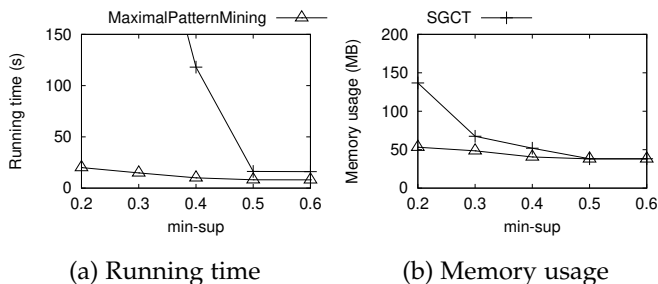 MaximalPatternMining
SGCT
Running time (s)
150
100
50
0
0.2 0.3 0.4 0.5 0.6
min-sup
Memory usage (MB)
200
150
100
50
0
0.2 0.3 0.4 0.5 0.6
min-sup
(a) Running time
(b) Memory usage